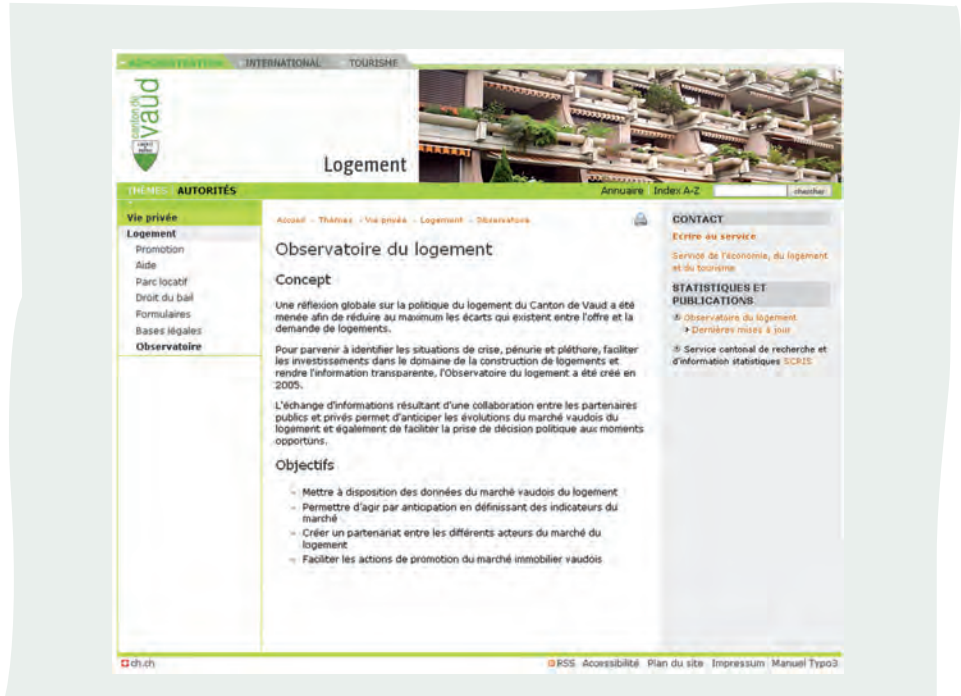 ADMINISTRATION INTERNATIONAL TOURISME
canton de
vaud
Logement
THÈMES AUTORITÉS
Annuaire Index A-Z chercher
Vie privée
Logement
Promotion
Aide
Parc locatif
Droit du bail
Formulaires
Bases légales
Observatoire
Accueil - Thèmes - Vie privée - Logement - Observatoire
Observatoire du logement
Concept
Une réflexion globale sur la politique du logement du Canton de Vaud a été
menée afin de réduire au maximum les écarts qui existent entre l'offre et la
demande de logements.
Pour parvenir à identifier les situations de crise, pénurie et pléthore, faciliter
les investissements dans le domaine de la construction de logements et
rendre l'information transparente, l'Observatoire du logement a été créé en
2005.
L'échange d'informations résultant d'une collaboration entre les partenaires
publics et privés permet d'anticiper les évolutions du marché vaudois du
logement et également de faciliter la prise de décision politique aux moments
opportuns.
Objectifs
- Mettre à disposition des données du marché vaudois du logement
- Permettre d'agir par anticipation en définissant des indicateurs du
marché
- Créer un partenariat entre les différents acteurs du marché du
logement
- Faciliter les actions de promotion du marché immobilier vaudois
CONTACT
Ecrire au service
Service de l'économie, du logement
et du tourisme
STATISTIQUES ET
PUBLICATIONS
Observatoire du logement
Dernières mises à jour
Service cantonal de recherche et
d'information statistiques SCRIS
ch.ch
RSS Accessibilité Plan du site Impressum Manuel Typo3